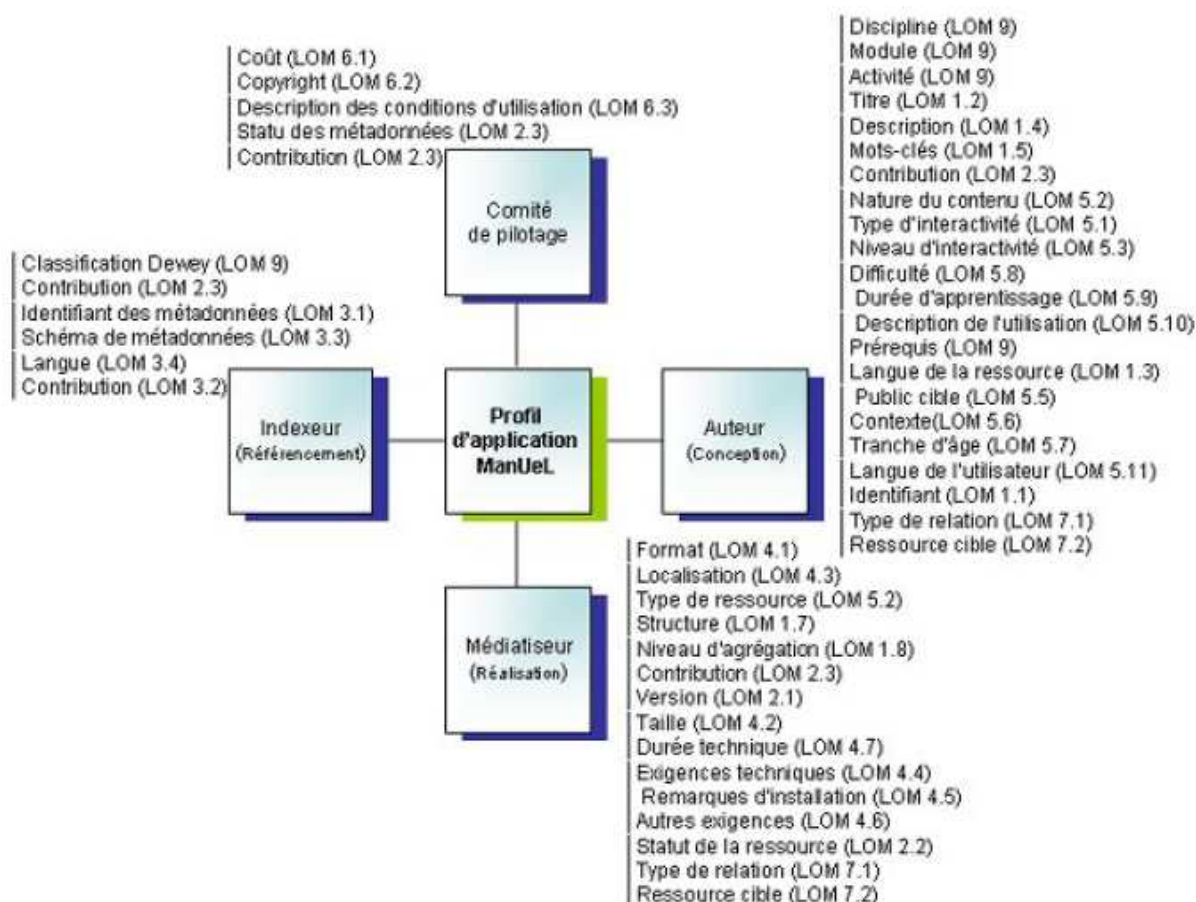 Coût (LOM 6.1)
Copyright (LOM 6.2)
Description des conditions d'utilisation (LOM 6.3)
Statu des métadonnées (LOM 2.3)
Contribution (LOM 2.3)
Comité
de pilotage
Classification Dewey (LOM 9)
Contribution (LOM 2.3)
Identifiant des métadonnées (LOM 3.1)
Schéma de métadonnées (LOM 3.3)
Langue (LOM 3.4)
Contribution (LOM 3.2)
Indexeur
(Référencement)
Profil
d'application
ManUeL
Auteur
(Conception)
Discipline (LOM 9)
Module (LOM 9)
Activité (LOM 9)
Titre (LOM 1.2)
Description (LOM 1.4)
Mots-clés (LOM 1.5)
Contribution (LOM 2.3)
Nature du contenu (LOM 5.2)
Type d'interactivité (LOM 5.1)
Niveau d'interactivité (LOM 5.3)
Difficulté (LOM 5.8)
Durée d'apprentissage (LOM 5.9)
Description de l'utilisation (LOM 5.10)
Prérequis (LOM 9)
Langue de la ressource (LOM 1.3)
Public cible (LOM 5.5)
Contexte(LOM 5.6)
Tranche d'âge (LOM 5.7)
Langue de l'utilisateur (LOM 5.11)
Identifiant (LOM 1.1)
Type de relation (LOM 7.1)
Ressource cible (LOM 7.2)
Médiatiseur
(Réalisation)
Format (LOM 4.1)
Localisation (LOM 4.3)
Type de ressource (LOM 5.2)
Structure (LOM 1.7)
Niveau d'agrégation (LOM 1.8)
Contribution (LOM 2.3)
Version (LOM 2.1)
Taille (LOM 4.2)
Durée technique (LOM 4.7)
Exigences techniques (LOM 4.4)
Remarques d'installation (LOM 4.5)
Autres exigences (LOM 4.6)
Statut de la ressource (LOM 2.2)
Type de relation (LOM 7.1)
Ressource cible (LOM 7.2)